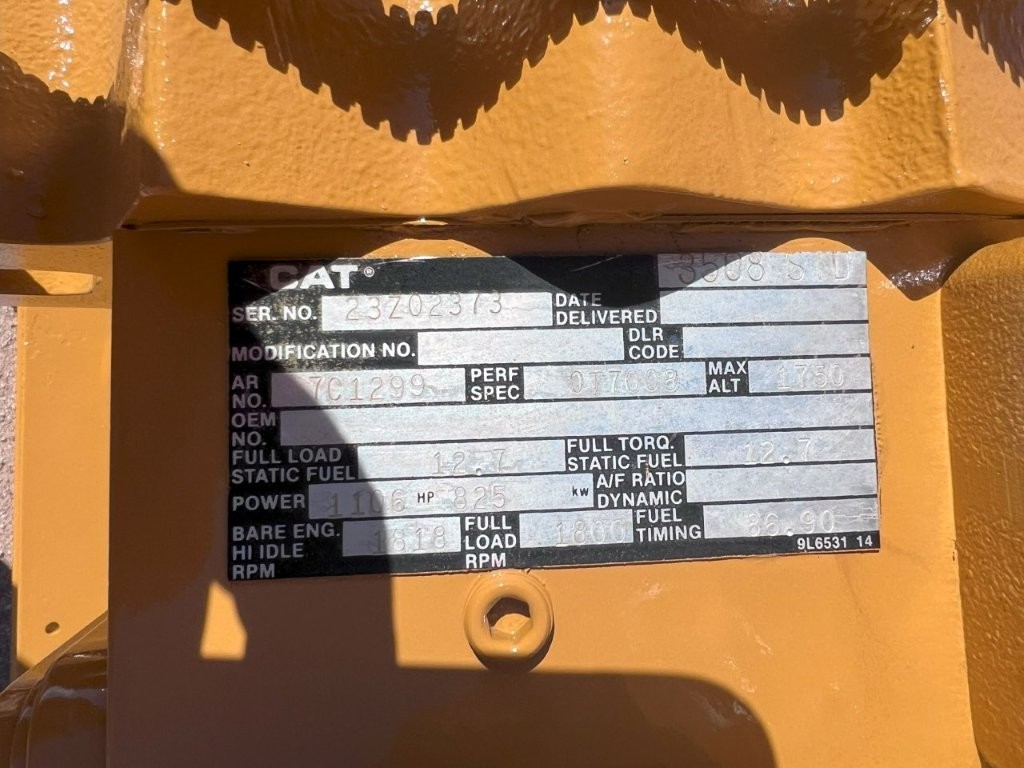 CAT® 3508 S
SER. NO. 23Z02373 DATE DELIVERED
MODIFICATION NO. DLR CODE
AR NO. 7C1299 PERF SPEC 0T7008 MAX ALT 1750
OEM NO.
FULL LOAD STATIC FUEL 12.7 FULL TORQ. STATIC FUEL 12.7
POWER 1106 HP 825 kw A/F RATIO DYNAMIC
BARE ENG. HI IDLE RPM 1818 FULL LOAD RPM 1800 FUEL TIMING 86.90
9L6531 14